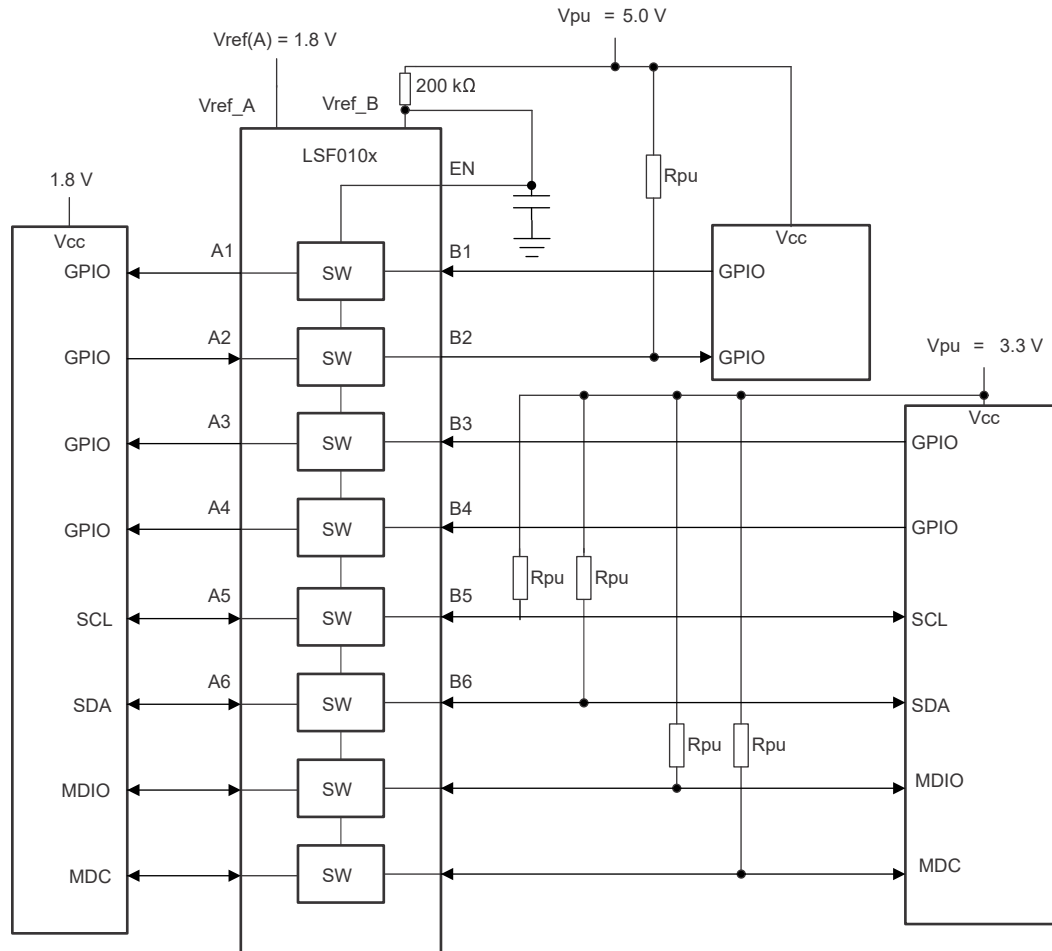 Vpu = 5.0 V
Vref(A) = 1.8 V
200 kΩ
Vref_A
Vref_B
LSF010x
EN
Rpu
1.8 V
Vcc
Vcc
GPIO
A1
SW
B1
GPIO
GPIO
A2
SW
B2
GPIO
Vpu = 3.3 V
Vcc
GPIO
A3
SW
B3
GPIO
GPIO
A4
SW
B4
GPIO
Rpu
Rpu
SCL
A5
SW
B5
SCL
SDA
A6
SW
B6
SDA
Rpu
Rpu
MDIO
SW
MDIO
MDC
SW
MDC